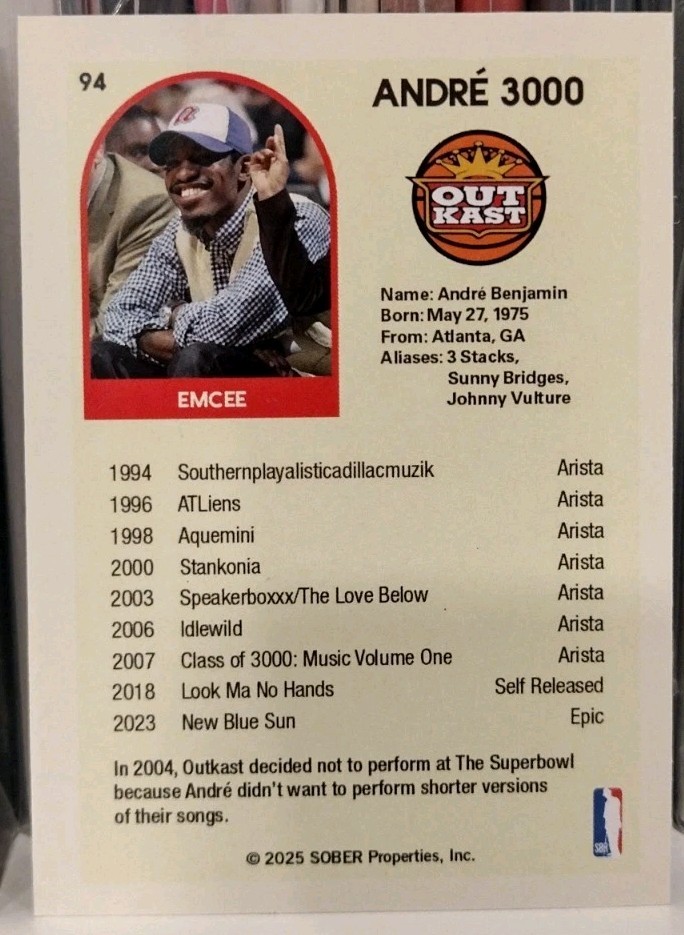 94
ANDRÉ 3000
OUT
KAST
Name: André Benjamin
Born: May 27, 1975
From: Atlanta, GA
Aliases: 3 Stacks,
Sunny Bridges,
Johnny Vulture
EMCEE
1994 Southernplayalisticadillacmuzik Arista
1996 ATLiens Arista
1998 Aquemini Arista
2000 Stankonia Arista
2003 Speakerboxxx/The Love Below Arista
2006 Idlewild Arista
2007 Class of 3000: Music Volume One Arista
2018 Look Ma No Hands Self Released
2023 New Blue Sun Epic
In 2004, Outkast decided not to perform at The Superbowl
because André didn't want to perform shorter versions
of their songs.
© 2025 SOBER Properties, Inc.